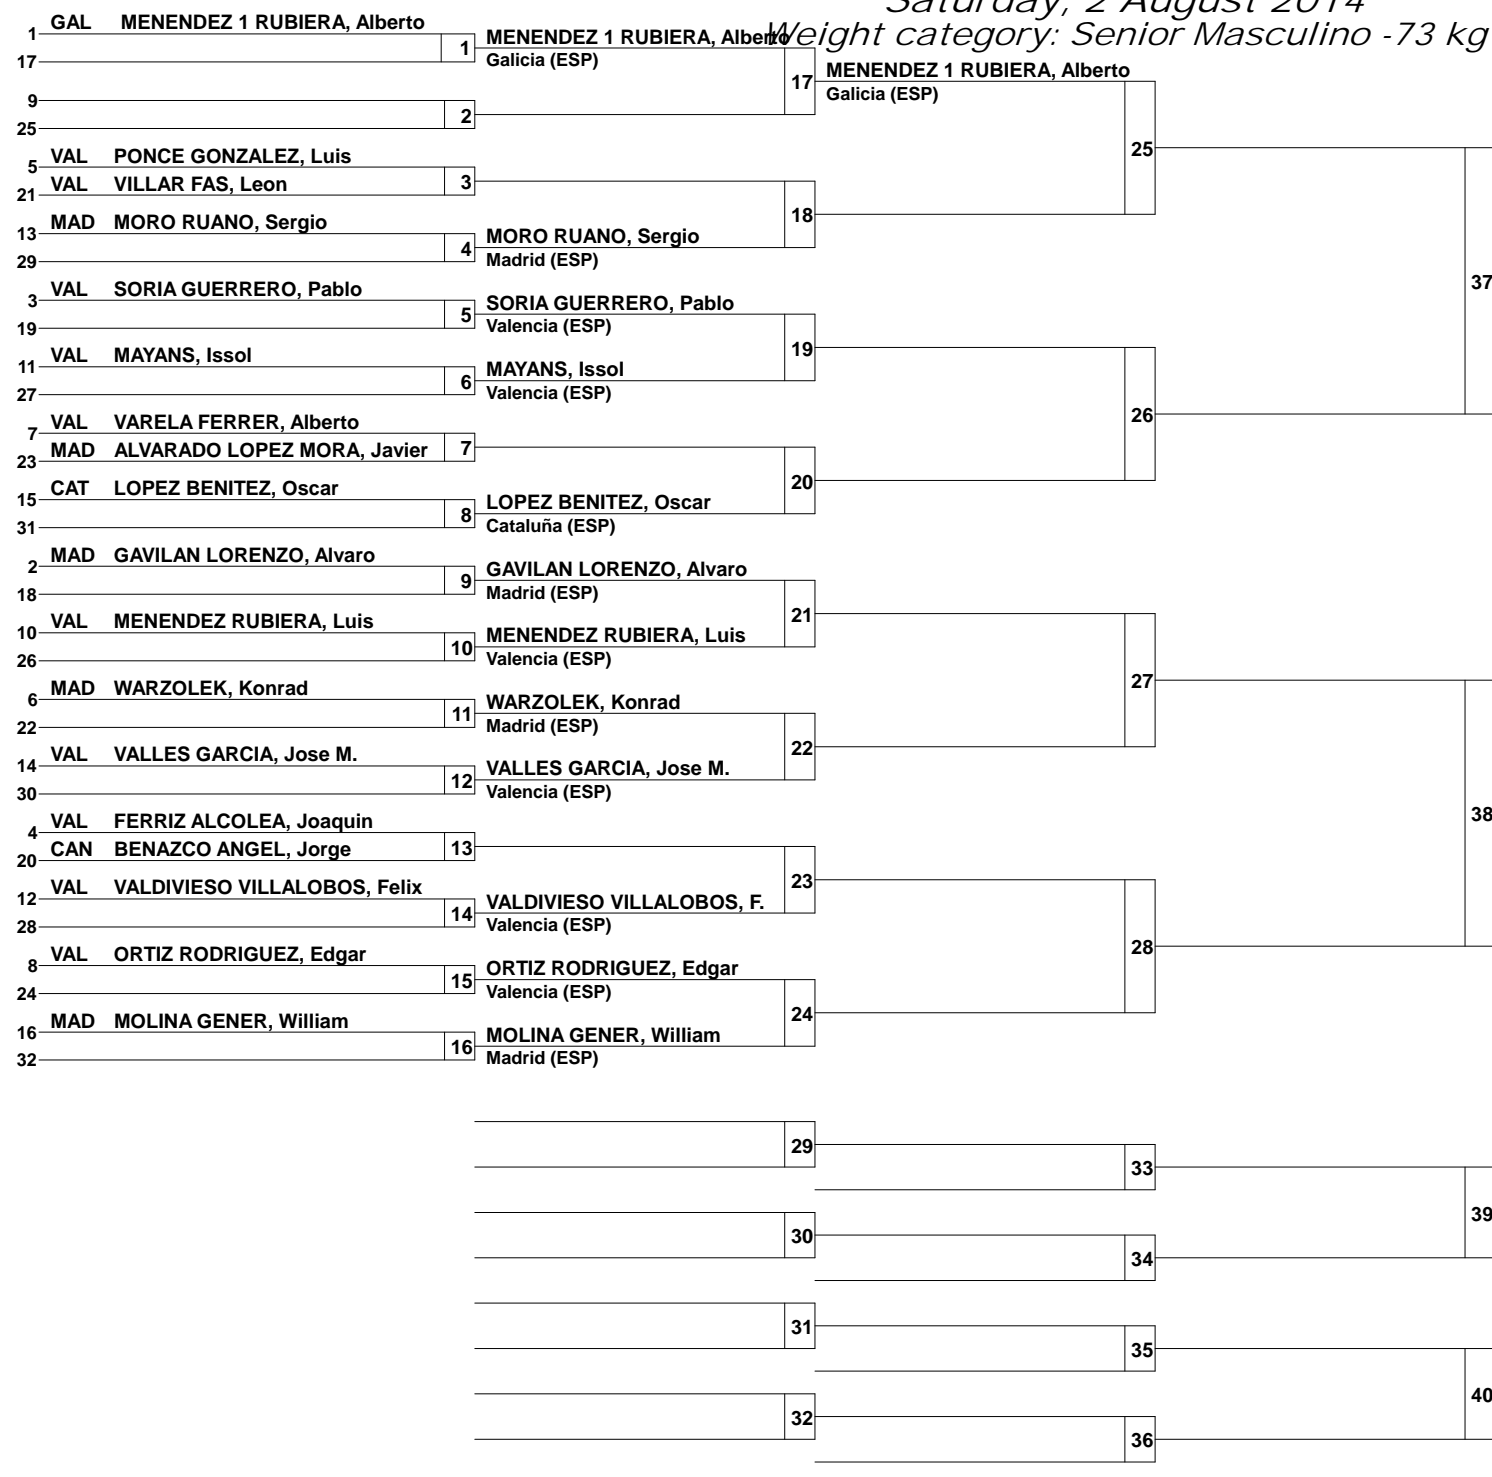 Saturday, 2 August 2014
Weight category: Senior Masculino -73 kg
1 GAL MENENDEZ 1 RUBIERA, Alberto
17
1 MENENDEZ 1 RUBIERA, Alberto
Galicia (ESP)
17 MENENDEZ 1 RUBIERA, Alberto
Galicia (ESP)
9
25
2
5 VAL PONCE GONZALEZ, Luis
21 VAL VILLAR FAS, Leon
3
25
13 MAD MORO RUANO, Sergio
29
4 MORO RUANO, Sergio
Madrid (ESP)
18
3 VAL SORIA GUERRERO, Pablo
19
5 SORIA GUERRERO, Pablo
Valencia (ESP)
37
11 VAL MAYANS, Issol
27
6 MAYANS, Issol
Valencia (ESP)
19
7 VAL VARELA FERRER, Alberto
23 MAD ALVARADO LOPEZ MORA, Javier
7
26
15 CAT LOPEZ BENITEZ, Oscar
31
8 LOPEZ BENITEZ, Oscar
Cataluña (ESP)
20
2 MAD GAVILAN LORENZO, Alvaro
18
9 GAVILAN LORENZO, Alvaro
Madrid (ESP)
10 VAL MENENDEZ RUBIERA, Luis
26
10 MENENDEZ RUBIERA, Luis
Valencia (ESP)
21
6 MAD WARZOLEK, Konrad
22
11 WARZOLEK, Konrad
Madrid (ESP)
27
14 VAL VALLES GARCIA, Jose M.
30
12 VALLES GARCIA, Jose M.
Valencia (ESP)
22
4 VAL FERRIZ ALCOLEA, Joaquin
20 CAN BENAZCO ANGEL, Jorge
13
38
12 VAL VALDIVIESO VILLALOBOS, Felix
28
14 VALDIVIESO VILLALOBOS, F.
Valencia (ESP)
23
8 VAL ORTIZ RODRIGUEZ, Edgar
24
15 ORTIZ RODRIGUEZ, Edgar
Valencia (ESP)
28
16 MAD MOLINA GENER, William
32
16 MOLINA GENER, William
Madrid (ESP)
24
29
33
30
34
39
31
35
32
36
40